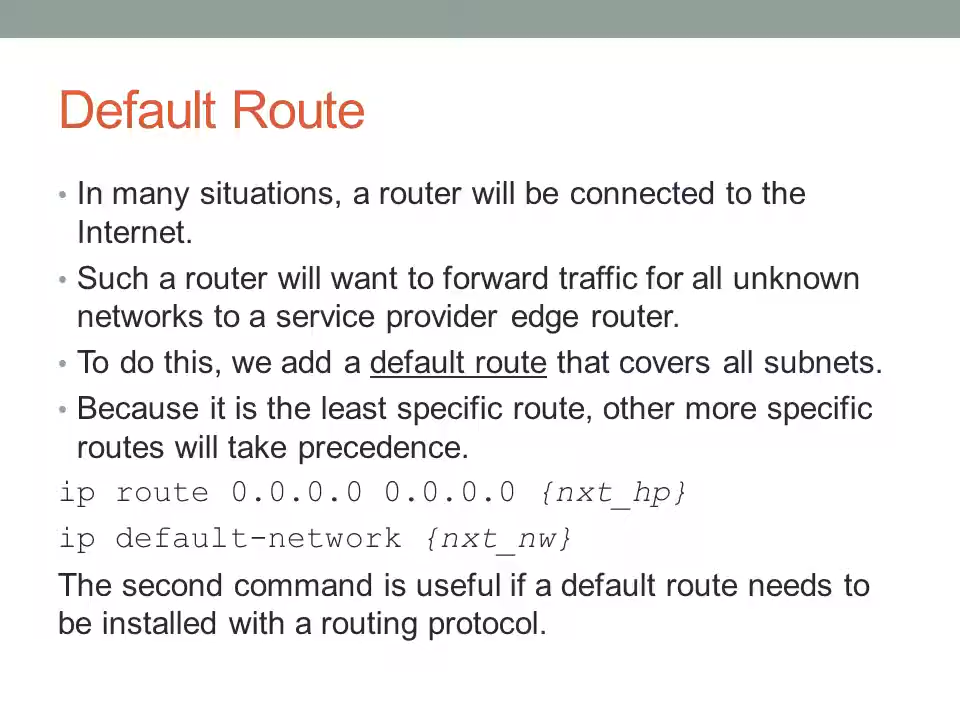 Default Route
• In many situations, a router will be connected to the
Internet.
• Such a router will want to forward traffic for all unknown
networks to a service provider edge router.
• To do this, we add a default route that covers all subnets.
• Because it is the least specific route, other more specific
routes will take precedence.
ip route 0.0.0.0 0.0.0.0 {nxt_hp}
ip default-network {nxt_nw}
The second command is useful if a default route needs to
be installed with a routing protocol.